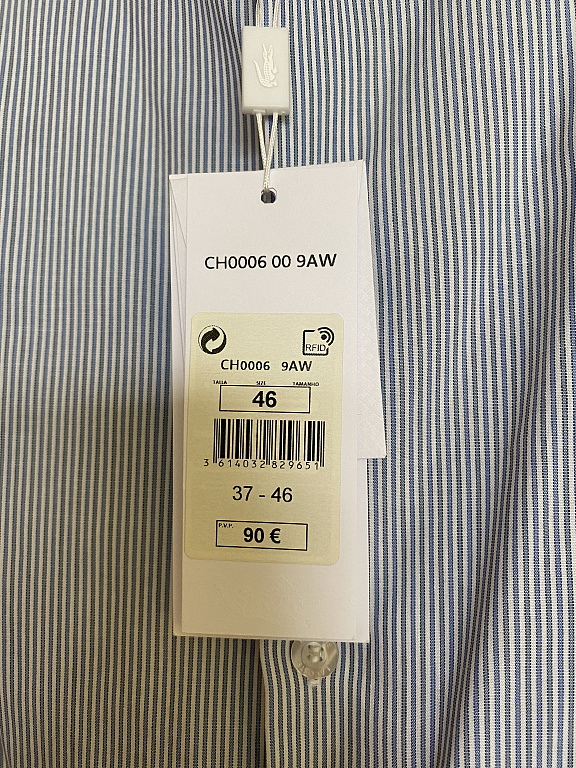 CH0006 00 9AW
RFID
CH0006 9AW
TALLA SIZE TAMANHO
46
3 614032 829651
37 - 46
P.V.P.
90 €